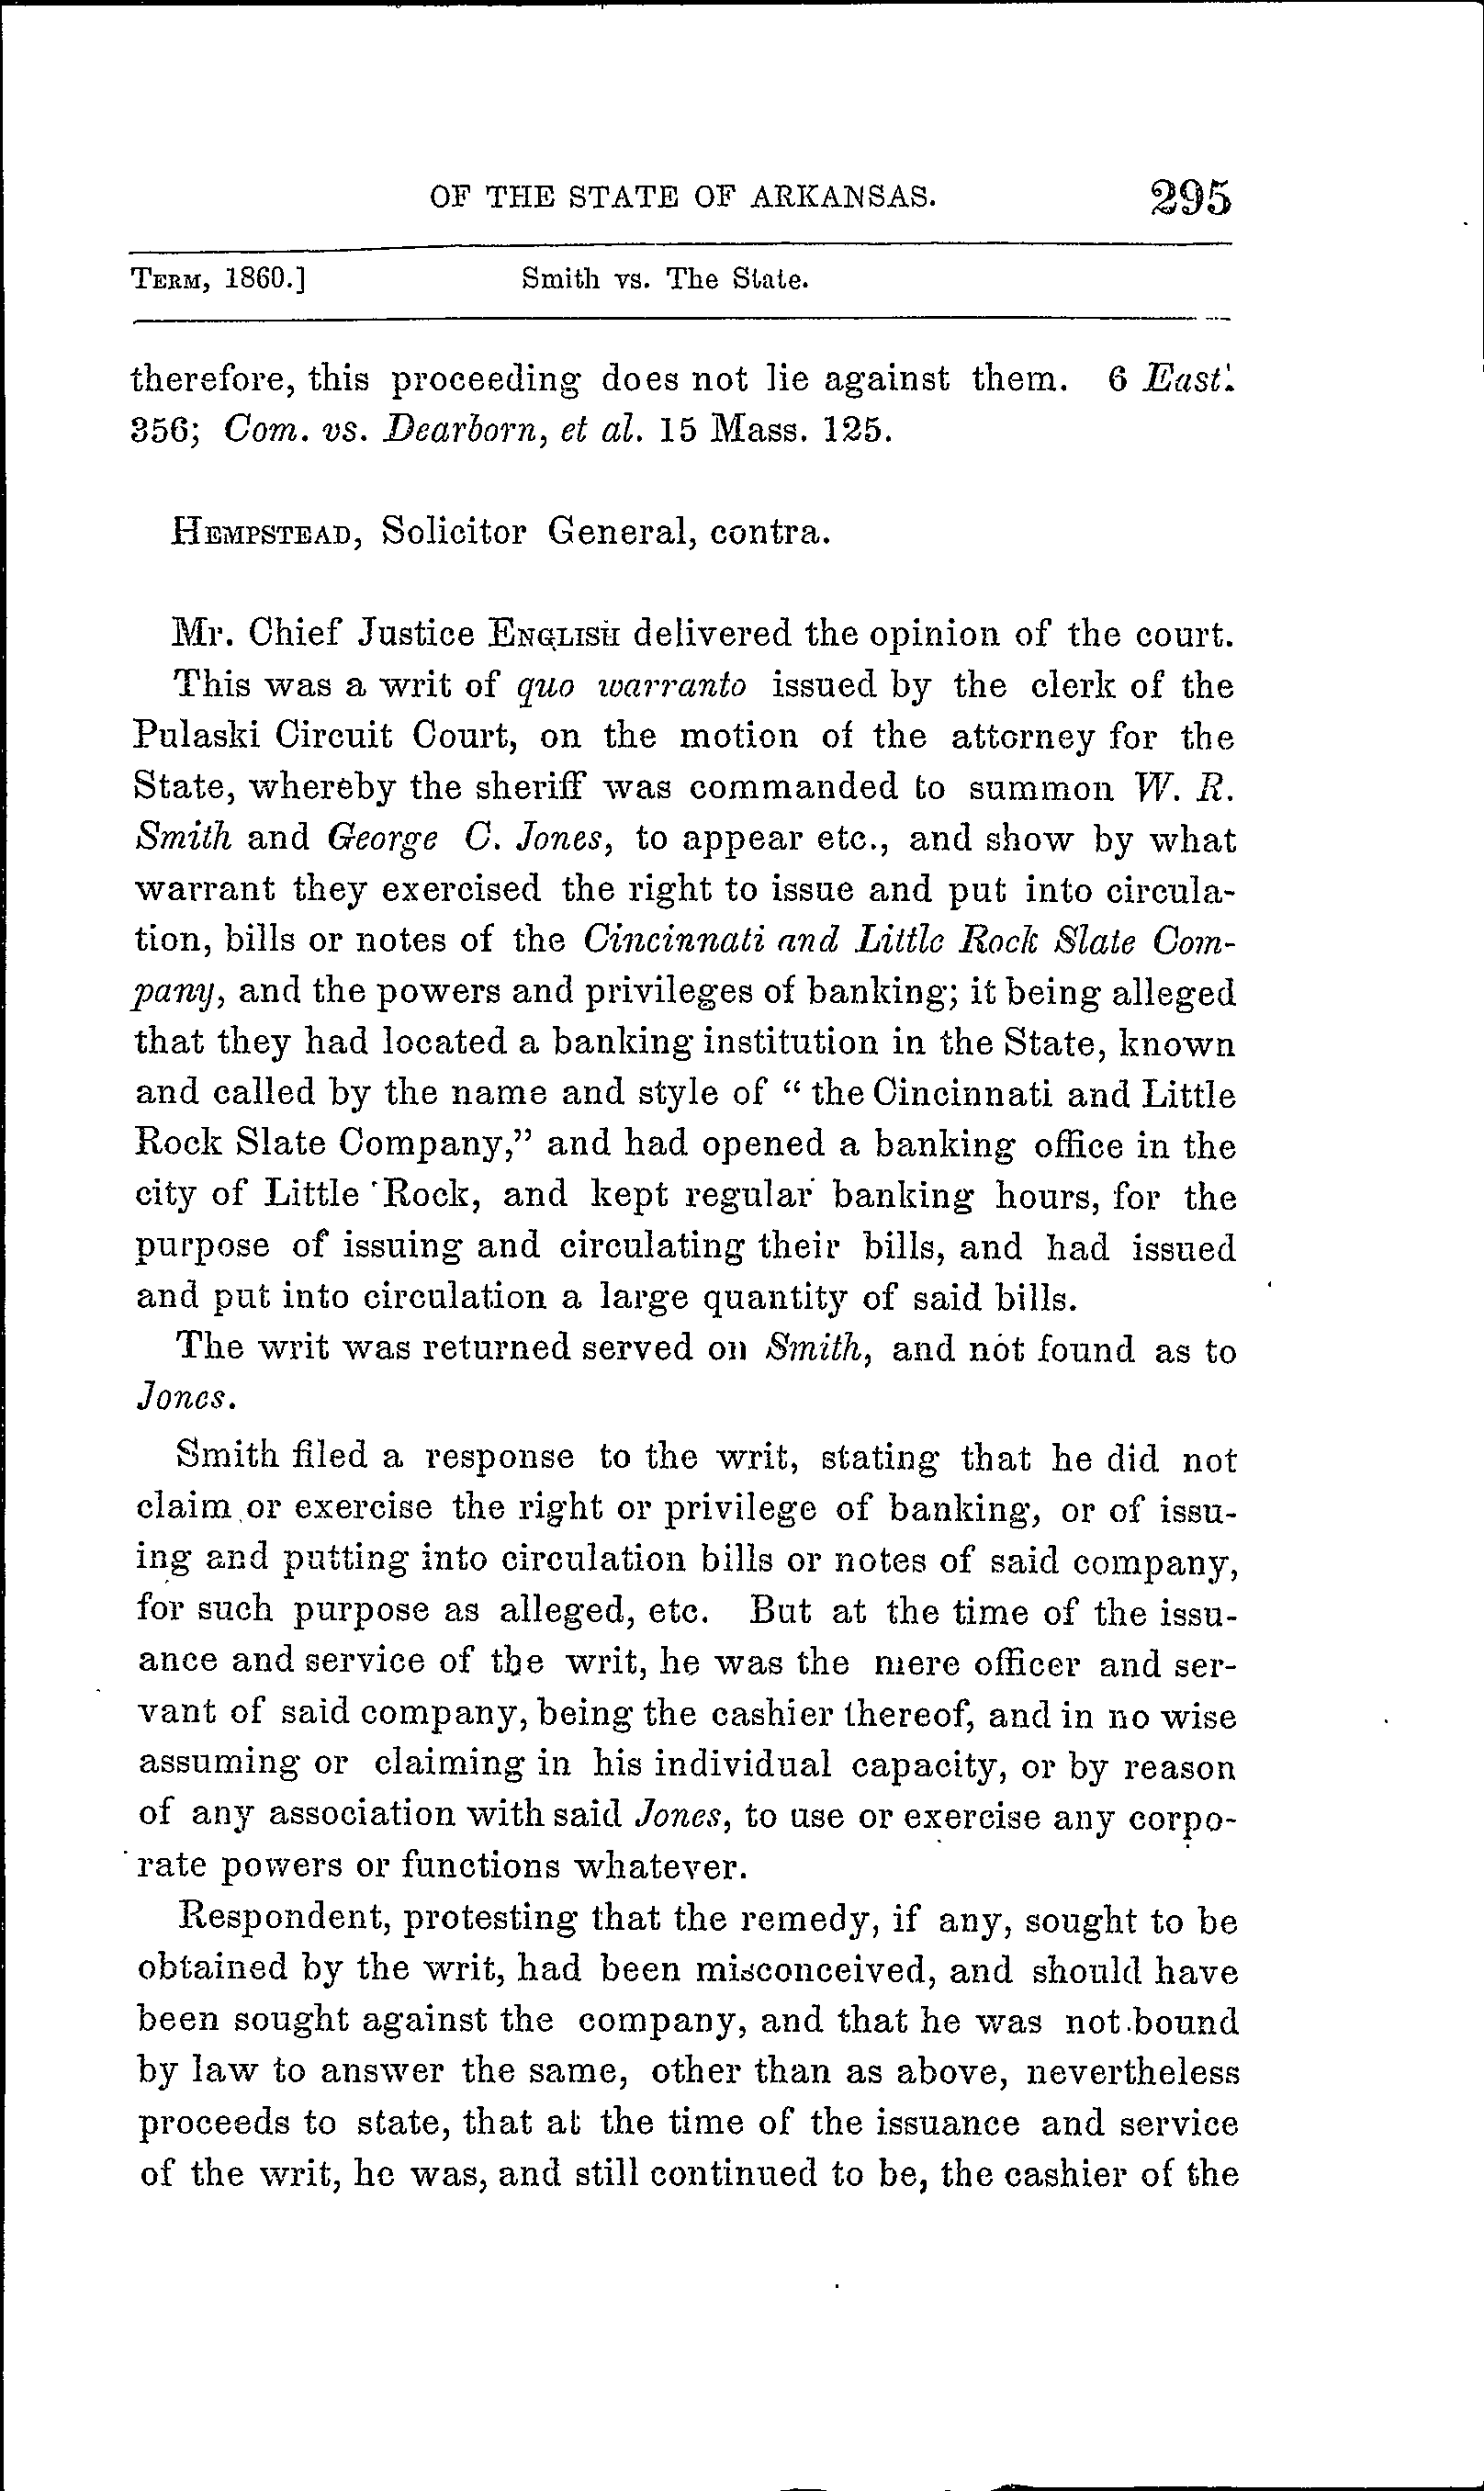 OF THE STATE OF ARKANSAS. 295
TERM, 1860.] Smith vs. The State.
therefore, this proceeding does not lie against them. 6 East.
356; Com. vs. Dearborn, et al. 15 Mass. 125.
HEMPSTEAD, Solicitor General, contra.
Mr. Chief Justice ENGLISH delivered the opinion of the court.
This was a writ of quo warranto issued by the clerk of the
Pulaski Circuit Court, on the motion of the attorney for the
State, whereby the sheriff was commanded to summon W. R.
Smith and George C. Jones, to appear etc., and show by what
warrant they exercised the right to issue and put into circula-
tion, bills or notes of the Cincinnati and Little Rock Slate Com-
pany, and the powers and privileges of banking; it being alleged
that they had located a banking institution in the State, known
and called by the name and style of " the Cincinnati and Little
Rock Slate Company," and had opened a banking office in the
city of Little Rock, and kept regular banking hours, for the
purpose of issuing and circulating their bills, and had issued
and put into circulation a large quantity of said bills.
The writ was returned served on Smith, and not found as to
Jones.
Smith filed a response to the writ, stating that he did not
claim or exercise the right or privilege of banking, or of issu-
ing and putting into circulation bills or notes of said company,
for such purpose as alleged, etc. But at the time of the issu-
ance and service of the writ, he was the mere officer and ser-
vant of said company, being the cashier thereof, and in no wise
assuming or claiming in his individual capacity, or by reason
of any association with said Jones, to use or exercise any corpo-
rate powers or functions whatever.
Respondent, protesting that the remedy, if any, sought to be
obtained by the writ, had been misconceived, and should have
been sought against the company, and that he was not bound
by law to answer the same, other than as above, nevertheless
proceeds to state, that at the time of the issuance and service
of the writ, he was, and still continued to be, the cashier of the